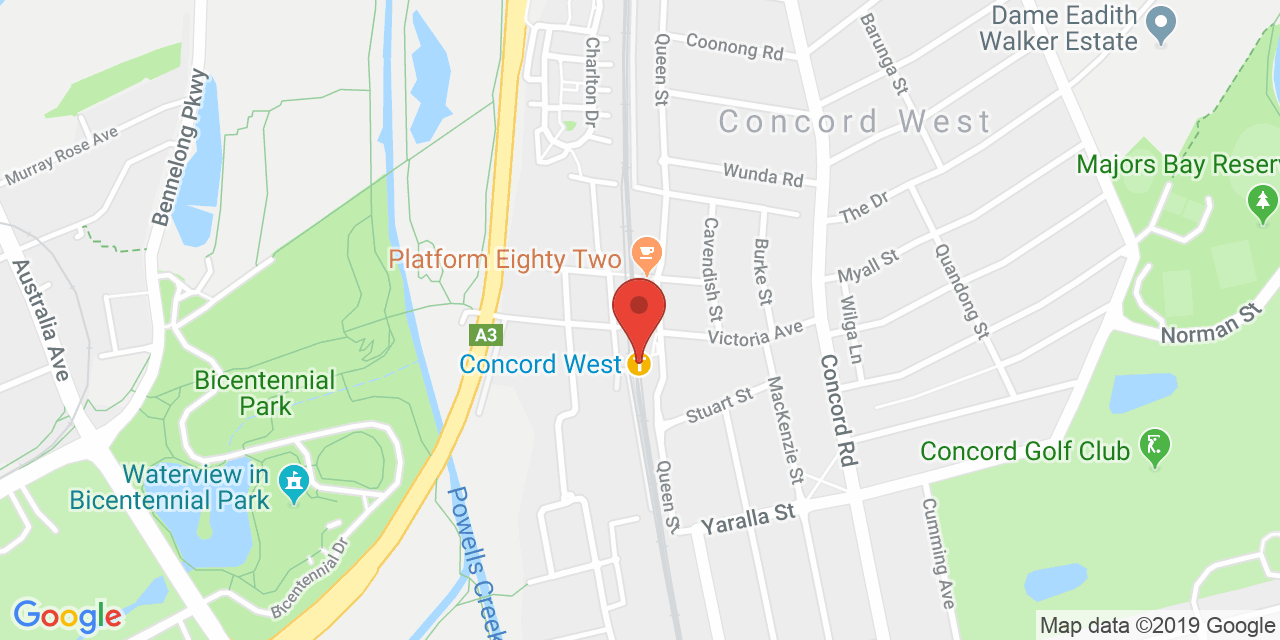 Dame Eadith
Walker Estate
Barunga St
Coonong Rd
Queen St
Charlton Dr
Concord West
Murray Rose Ave
Bennelong Pkwy
Wunda Rd
Majors Bay Reserv
The Dr
Platform Eighty Two
Cavendish St
Burke St
Myall St
Quandong St
Australia Ave
Wilga Ln
Norman St
A3
Victoria Ave
Concord West
Bicentennial
Park
Concord Rd
Stuart St
MacKenzie St
Concord Golf Club
Waterview in
Bicentennial Park
Queen St
Yaralla St
Powells Creek
Cumming Ave
Bicentennial Dr
Google
Map data ©2019 Google